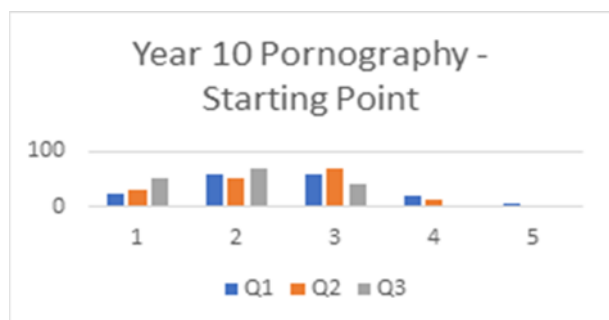 Year 10 Pornography -
Starting Point
100
0
1 2 3 4 5
Q1 Q2 Q3